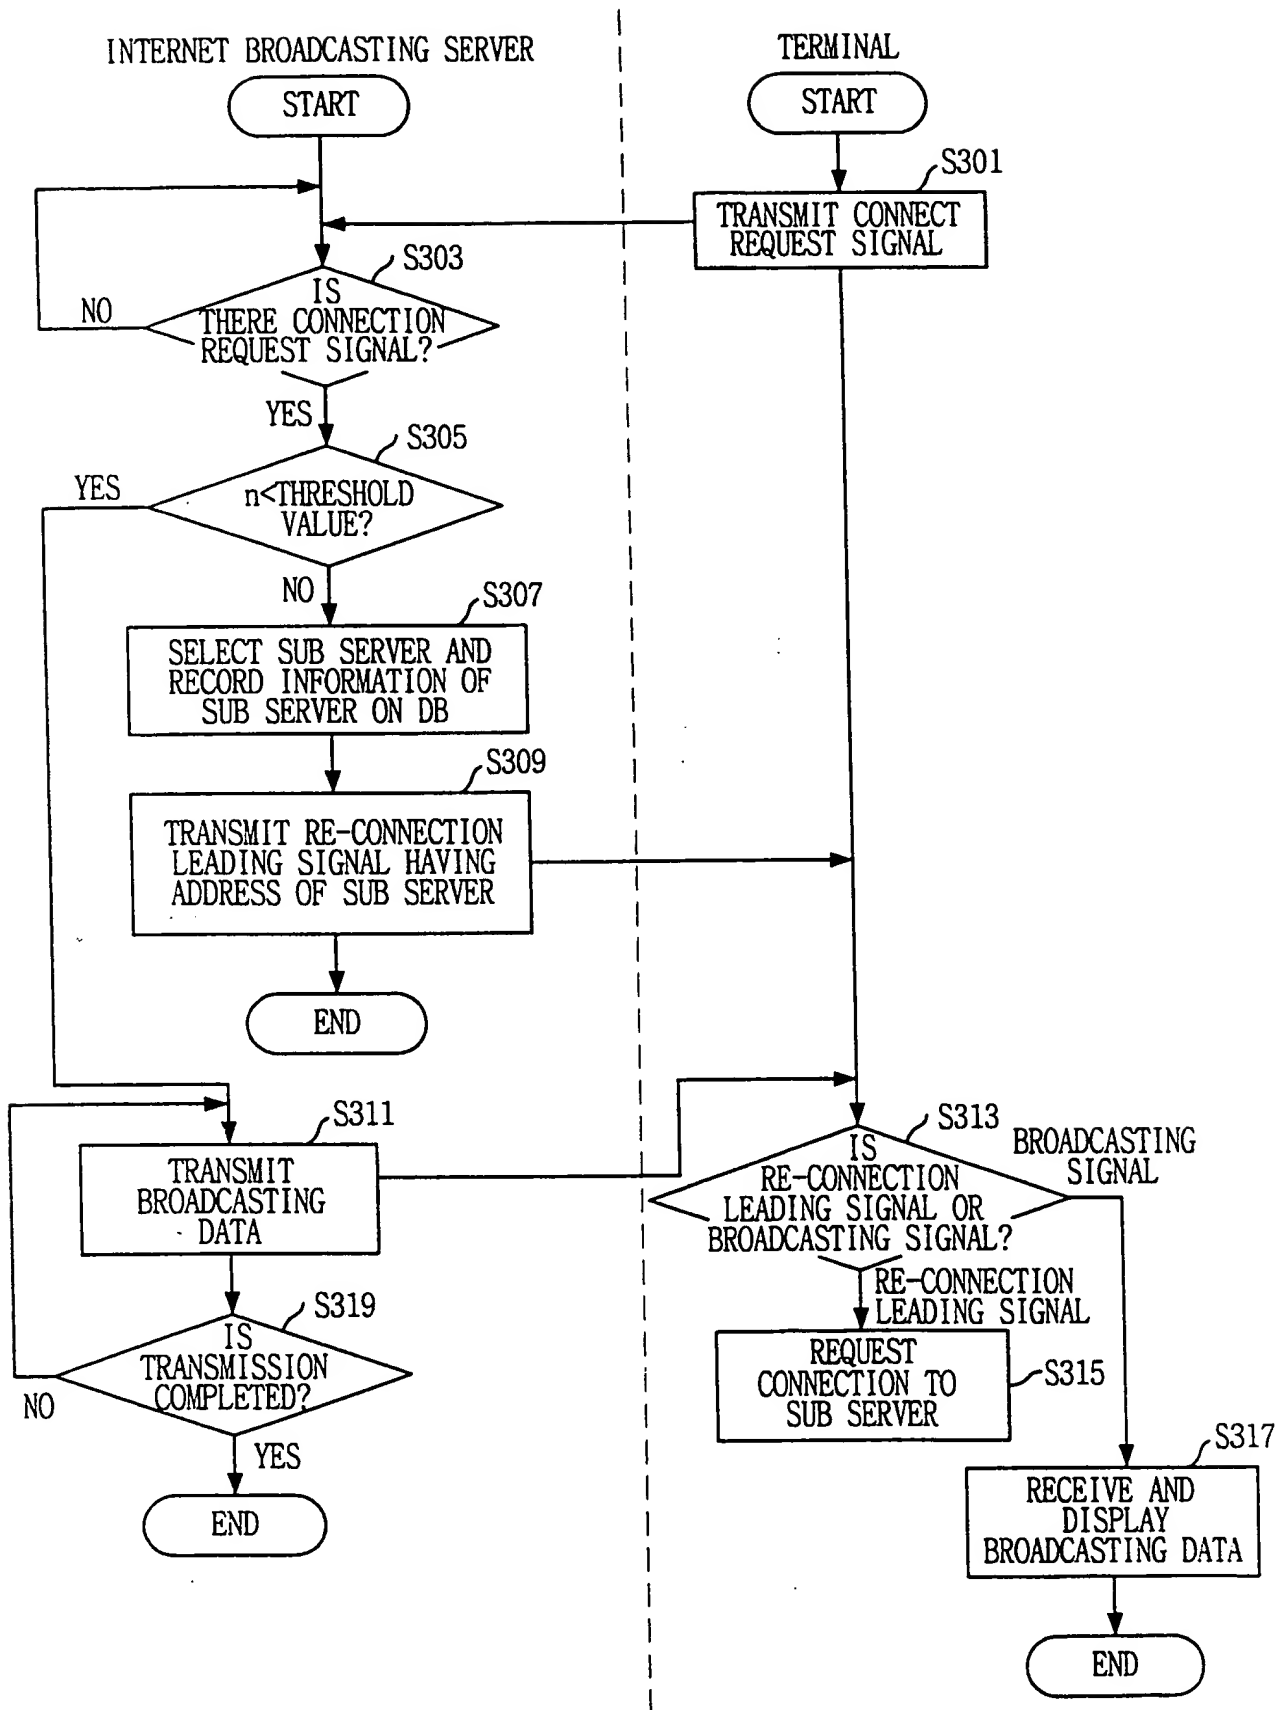 INTERNET BROADCASTING SERVER
START
TERMINAL
START
S301
TRANSMIT CONNECT
REQUEST SIGNAL
S303
IS
THERE CONNECTION
REQUEST SIGNAL?
NO
YES
S305
n<THRESHOLD
VALUE?
YES
NO
S307
SELECT SUB SERVER AND
RECORD INFORMATION OF
SUB SERVER ON DB
S309
TRANSMIT RE-CONNECTION
LEADING SIGNAL HAVING
ADDRESS OF SUB SERVER
END
S311
TRANSMIT
BROADCASTING
DATA
S313
IS
RE-CONNECTION
LEADING SIGNAL OR
BROADCASTING SIGNAL?
BROADCASTING
SIGNAL
RE-CONNECTION
LEADING SIGNAL
S319
IS
TRANSMISSION
COMPLETED?
NO
YES
END
REQUEST
CONNECTION TO
SUB SERVER
S315
S317
RECEIVE AND
DISPLAY
BROADCASTING DATA
END